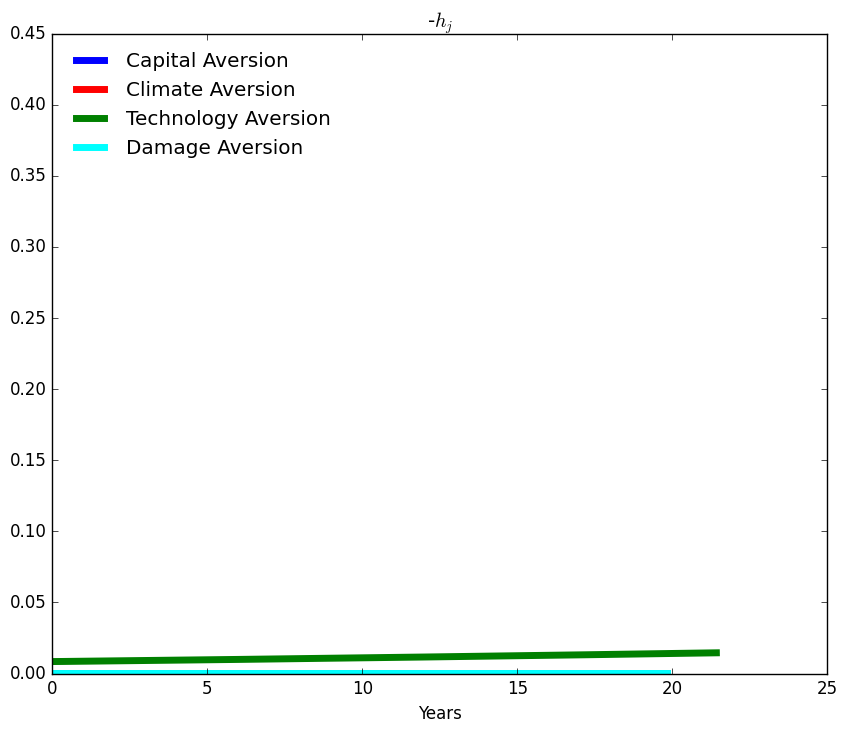 -h_j
0.45
Capital Aversion
Climate Aversion
0.40
Technology Aversion
Damage Aversion
0.35
0.30
0.25
0.20
0.15
0.10
0.05
0.00
0 5 10 15 20 25
Years